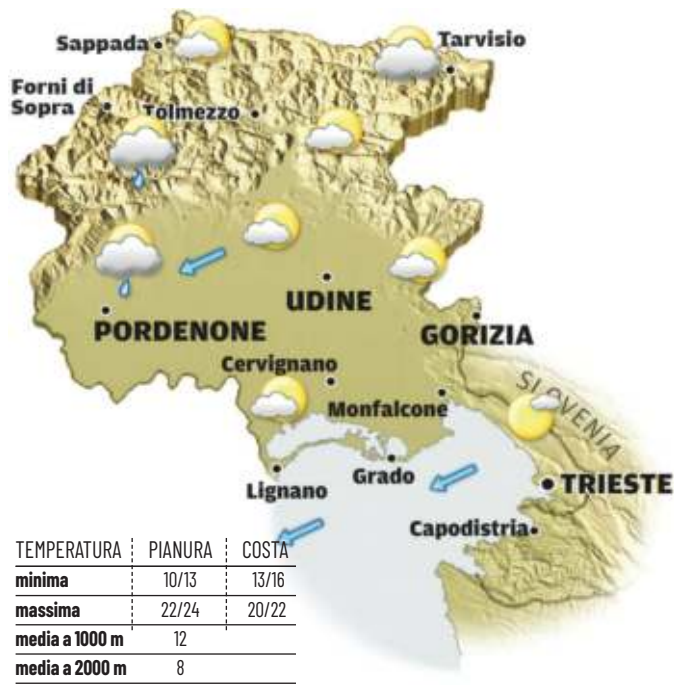 Sappada
Tarvisio
Forni di
Sopra
Tolmezzo
UDINE
PORDENONE
GORIZIA
Cervignano
Monfalcone
SLOVENIA
Lignano
Grado
TRIESTE
Capodistria
TEMPERATURA PIANURA COSTA
minima 10/13 13/16
massima 22/24 20/22
media a 1000 m 12
media a 2000 m 8